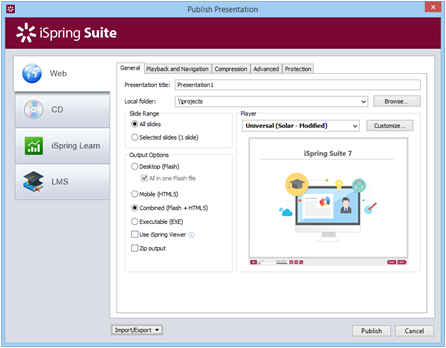 Publish Presentation
iSpring Suite
Web
CD
iSpring Learn
LMS
General Playback and Navigation Compression Advanced Protection
Presentation title: Presentation1
Local folder: \\projects Browse...
Slide Range
All slides
Selected slides (1 slide)
Output Options
Desktop (Flash)
All in one Flash file
Mobile (HTML5)
Combined (Flash + HTML5)
Executable (EXE)
Use iSpring Viewer
Zip output
Player
Universal (Solar - Modified) Customize...
iSpring Suite 7
Import/Export Publish Cancel